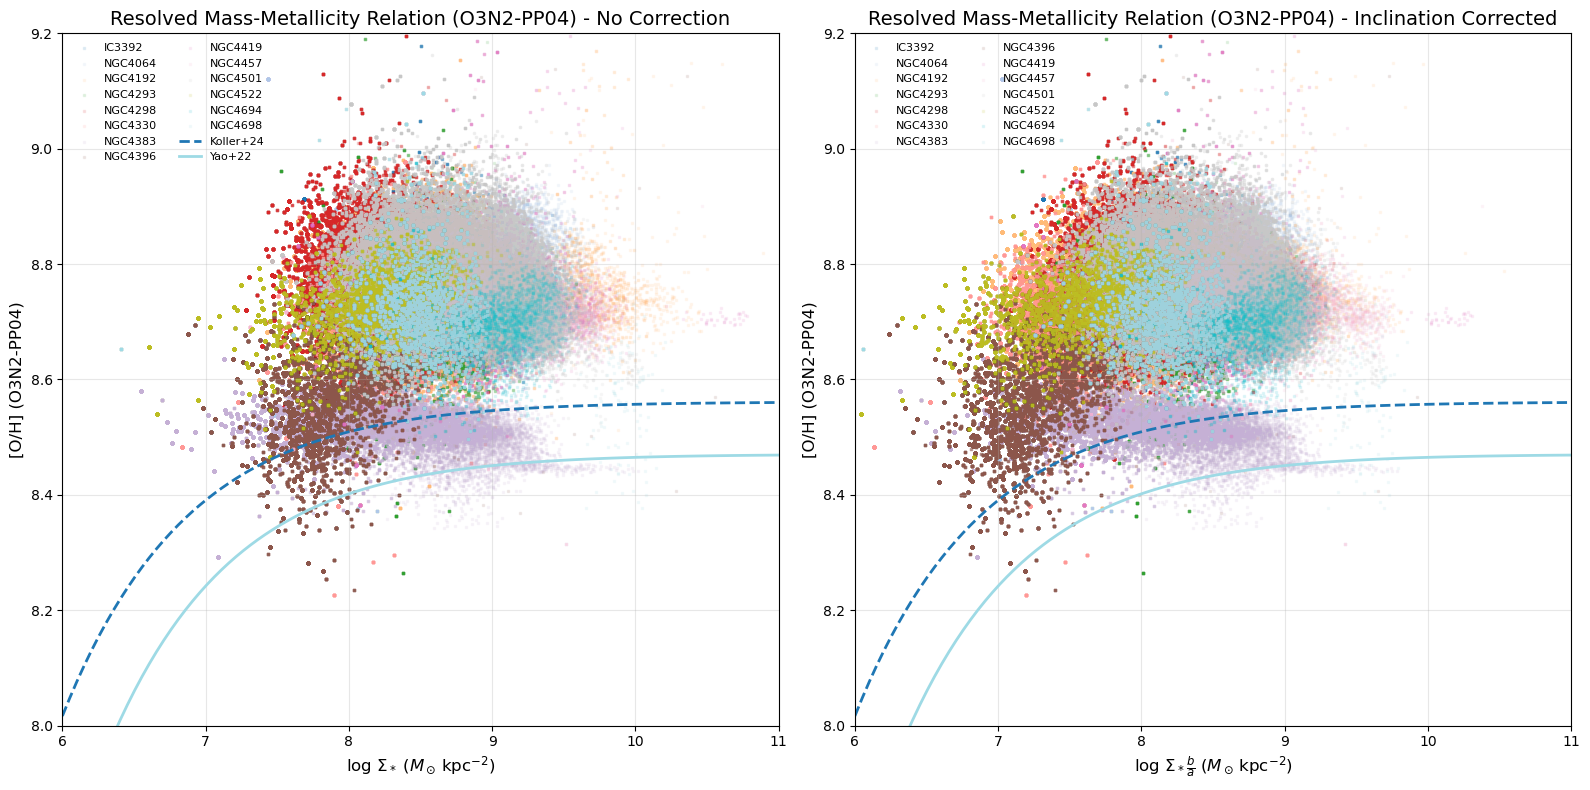 Resolved Mass-Metallicity Relation (O3N2-PP04) - No Correction
IC3392
NGC4064
NGC4192
NGC4293
NGC4298
NGC4330
NGC4383
NGC4396
NGC4419
NGC4457
NGC4501
NGC4522
NGC4694
NGC4698
Koller+24
Yao+22
[O/H] (O3N2-PP04)
9.2
9.0
8.8
8.6
8.4
8.2
8.0
6 7 8 9 10 11
log Σ* (M⊙ kpc⁻²)
Resolved Mass-Metallicity Relation (O3N2-PP04) - Inclination Corrected
IC3392
NGC4064
NGC4192
NGC4293
NGC4298
NGC4330
NGC4383
NGC4396
NGC4419
NGC4457
NGC4501
NGC4522
NGC4694
NGC4698
[O/H] (O3N2-PP04)
9.2
9.0
8.8
8.6
8.4
8.2
8.0
6 7 8 9 10 11
log Σ* b/a (M⊙ kpc⁻²)